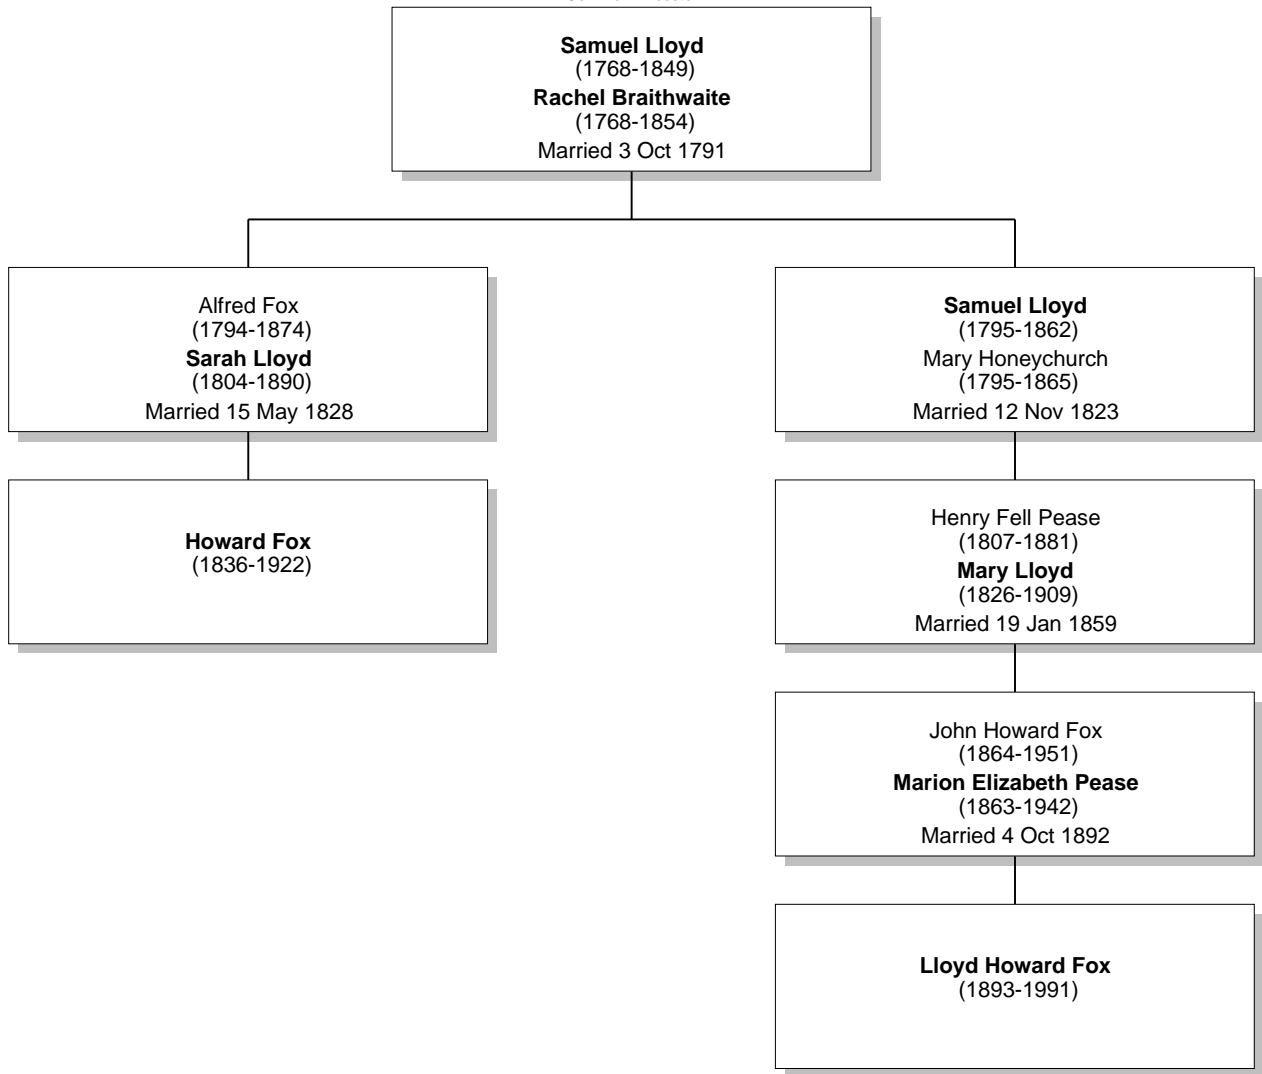 Samuel Lloyd
(1768-1849)
Rachel Braithwaite
(1768-1854)
Married 3 Oct 1791
Alfred Fox
(1794-1874)
Sarah Lloyd
(1804-1890)
Married 15 May 1828
Samuel Lloyd
(1795-1862)
Mary Honeychurch
(1795-1865)
Married 12 Nov 1823
Howard Fox
(1836-1922)
Henry Fell Pease
(1807-1881)
Mary Lloyd
(1826-1909)
Married 19 Jan 1859
John Howard Fox
(1864-1951)
Marion Elizabeth Pease
(1863-1942)
Married 4 Oct 1892
Lloyd Howard Fox
(1893-1991)